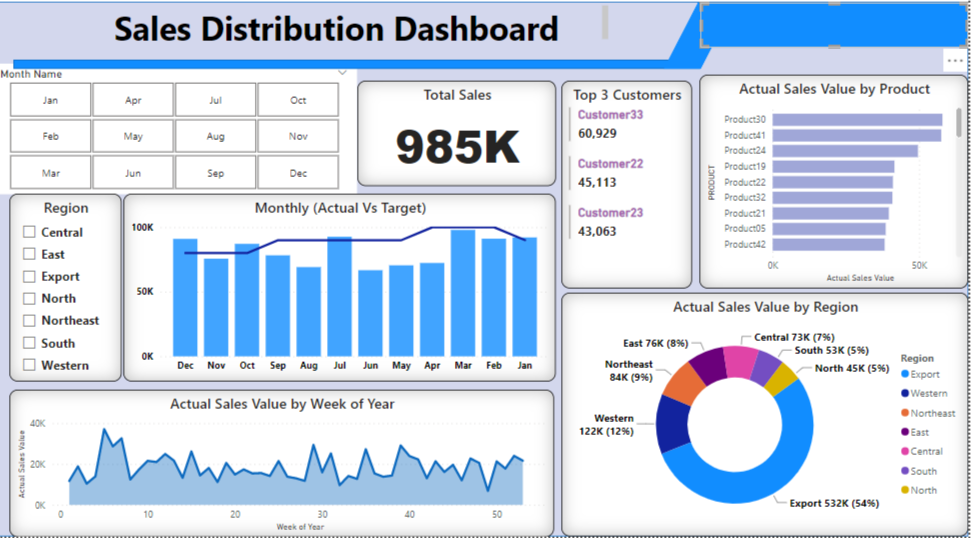 Sales Distribution Dashboard
Month Name
Jan Apr Jul Oct
Feb May Aug Nov
Mar Jun Sep Dec
Total Sales
985K
Top 3 Customers
Customer33
60,929
Customer22
45,113
Customer23
43,063
Actual Sales Value by Product
PRODUCT
Product30
Product41
Product24
Product19
Product22
Product32
Product21
Product05
Product42
0K 50K
Actual Sales Value
Region
Central
East
Export
North
Northeast
South
Western
Monthly (Actual Vs Target)
100K
50K
0K
Dec Nov Oct Sep Aug Jul Jun May Apr Mar Feb Jan
Actual Sales Value by Region
Central 73K (7%)
East 76K (8%)
South 53K (5%)
Northeast
84K (9%)
North 45K (5%)
Western
122K (12%)
Export 532K (54%)
Region
Export
Western
Northeast
East
Central
South
North
Actual Sales Value by Week of Year
Actual Sales Value
40K
20K
0K
0 10 20 30 40 50
Week of Year